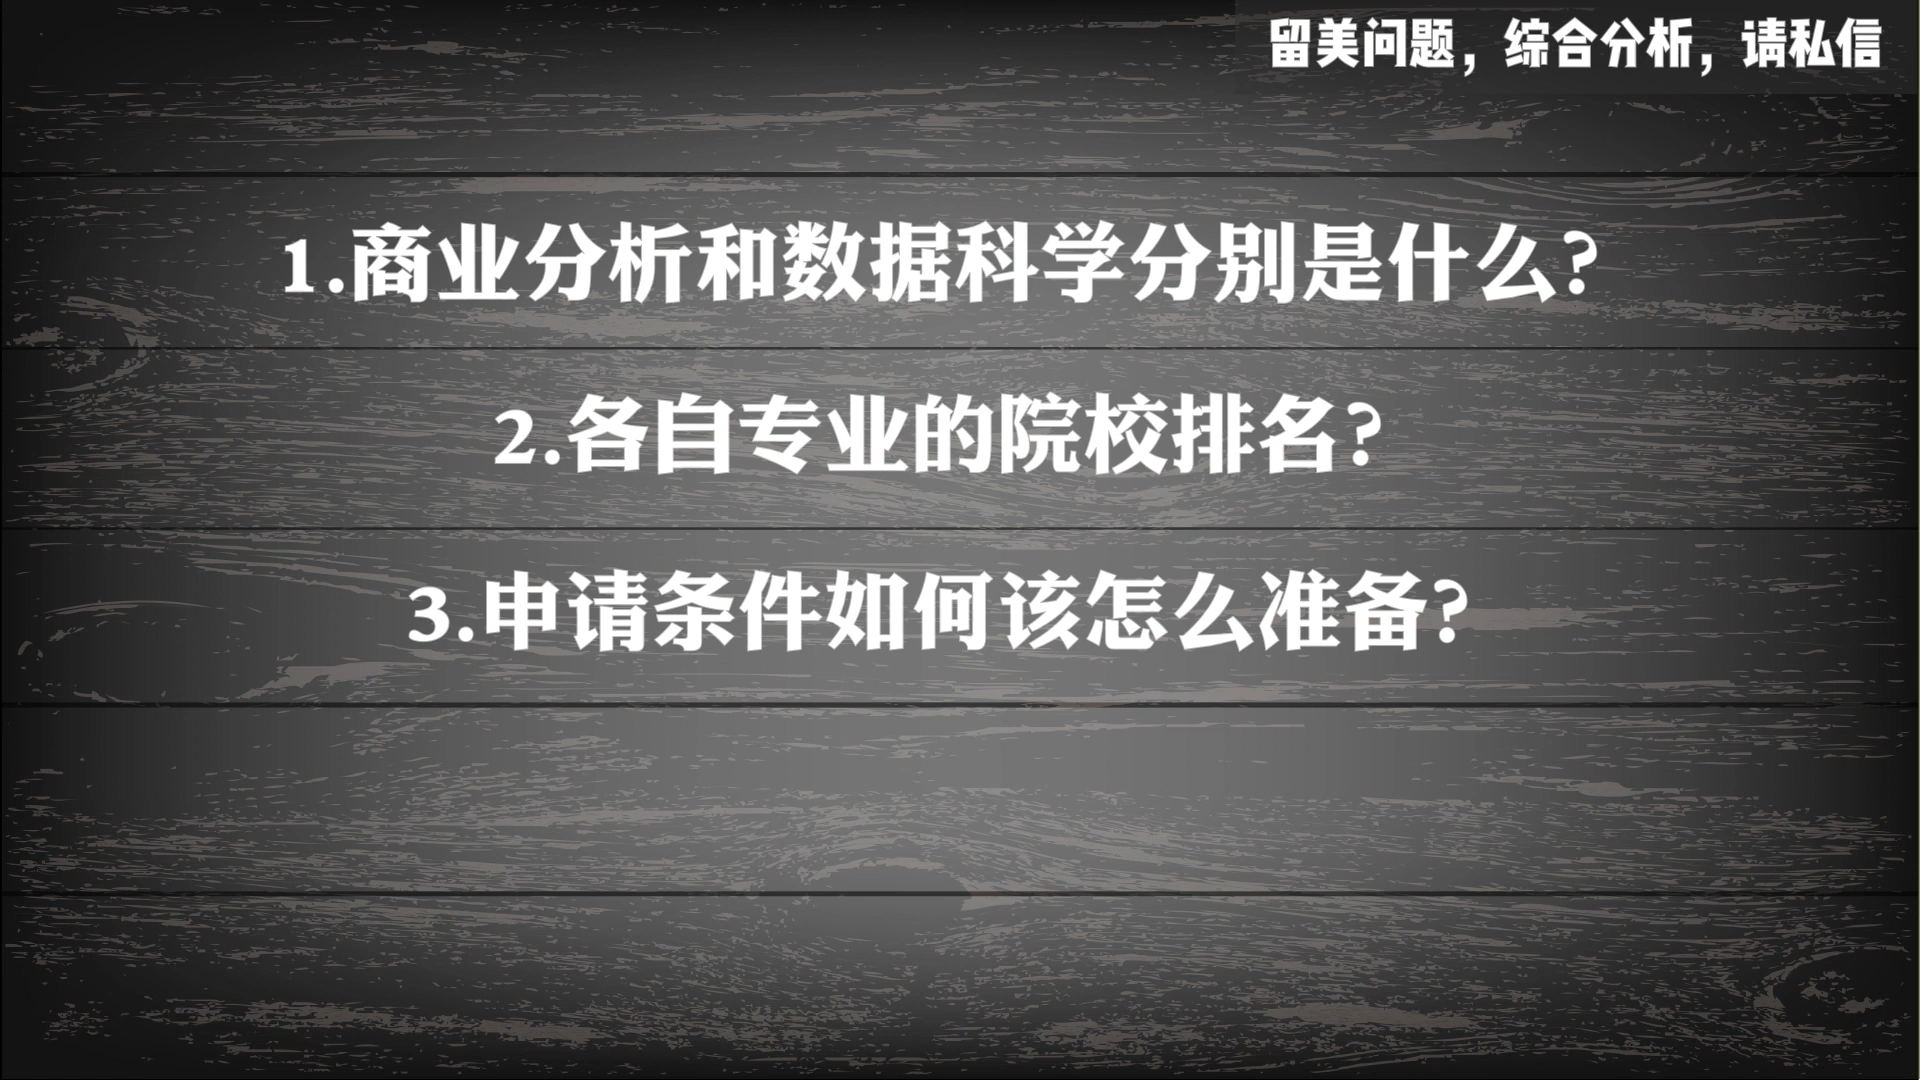 留美问题，综合分析，请私信
1.商业分析和数据科学分别是什么?
2.各自专业的院校排名?
3.申请条件如何该怎么准备?